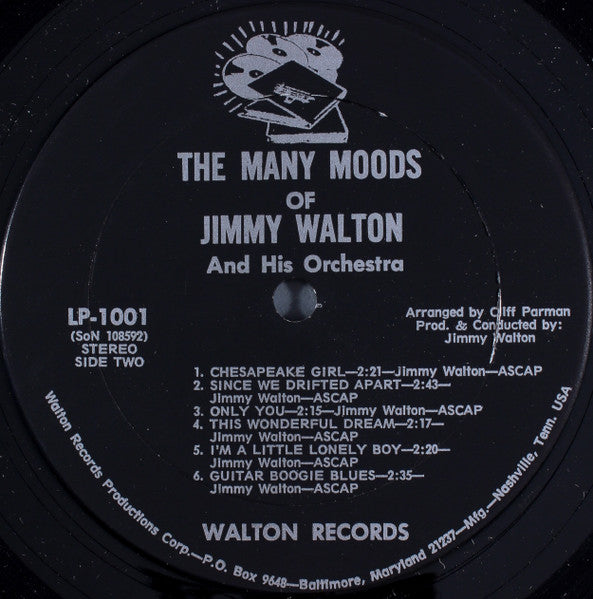 THE MANY MOODS
OF
JIMMY WALTON
And His Orchestra
LP-1001
(SoN 108592)
STEREO
SIDE TWO
Arranged by Cliff Parman
Prod. & Conducted by:
Jimmy Walton
1. CHESAPEAKE GIRL—2:21—Jimmy Walton—ASCAP
2. SINCE WE DRIFTED APART—2:43—
Jimmy Walton—ASCAP
3. ONLY YOU—2:15—Jimmy Walton—ASCAP
4. THIS WONDERFUL DREAM—2:17—
Jimmy Walton—ASCAP
5. I'M A LITTLE LONELY BOY—2:20—
Jimmy Walton—ASCAP
6. GUITAR BOOGIE BLUES—2:35—
Jimmy Walton—ASCAP
WALTON RECORDS
Walton Records Productions Corp.—P.O. Box 9648—Baltimore, Maryland 21237—Mfg.—Nashville, Tenn. USA